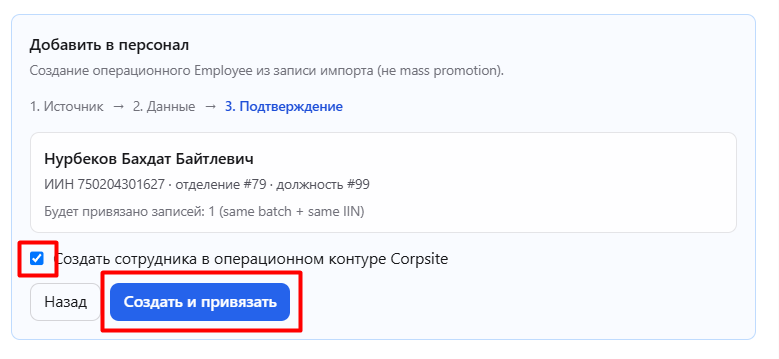 Добавить в персонал
Создание операционного Employee из записи импорта (не mass promotion).
1. Источник → 2. Данные → 3. Подтверждение
Нурбеков Бахдат Байтлевич
ИИН 750204301627 · отделение #79 · должность #99
Будет привязано записей: 1 (same batch + same IIN)
Создать сотрудника в операционном контуре Corpsite
Назад Создать и привязать